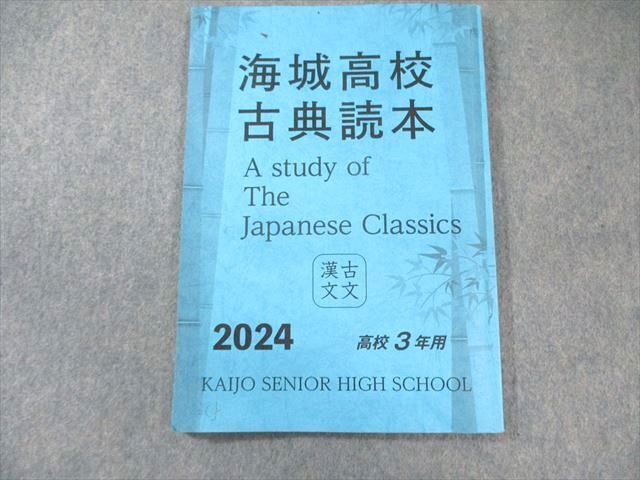 海城高校
古典読本
A study of
The
Japanese Classics
古文
漢文
2024
高校3年用
KAIJO SENIOR HIGH SCHOOL